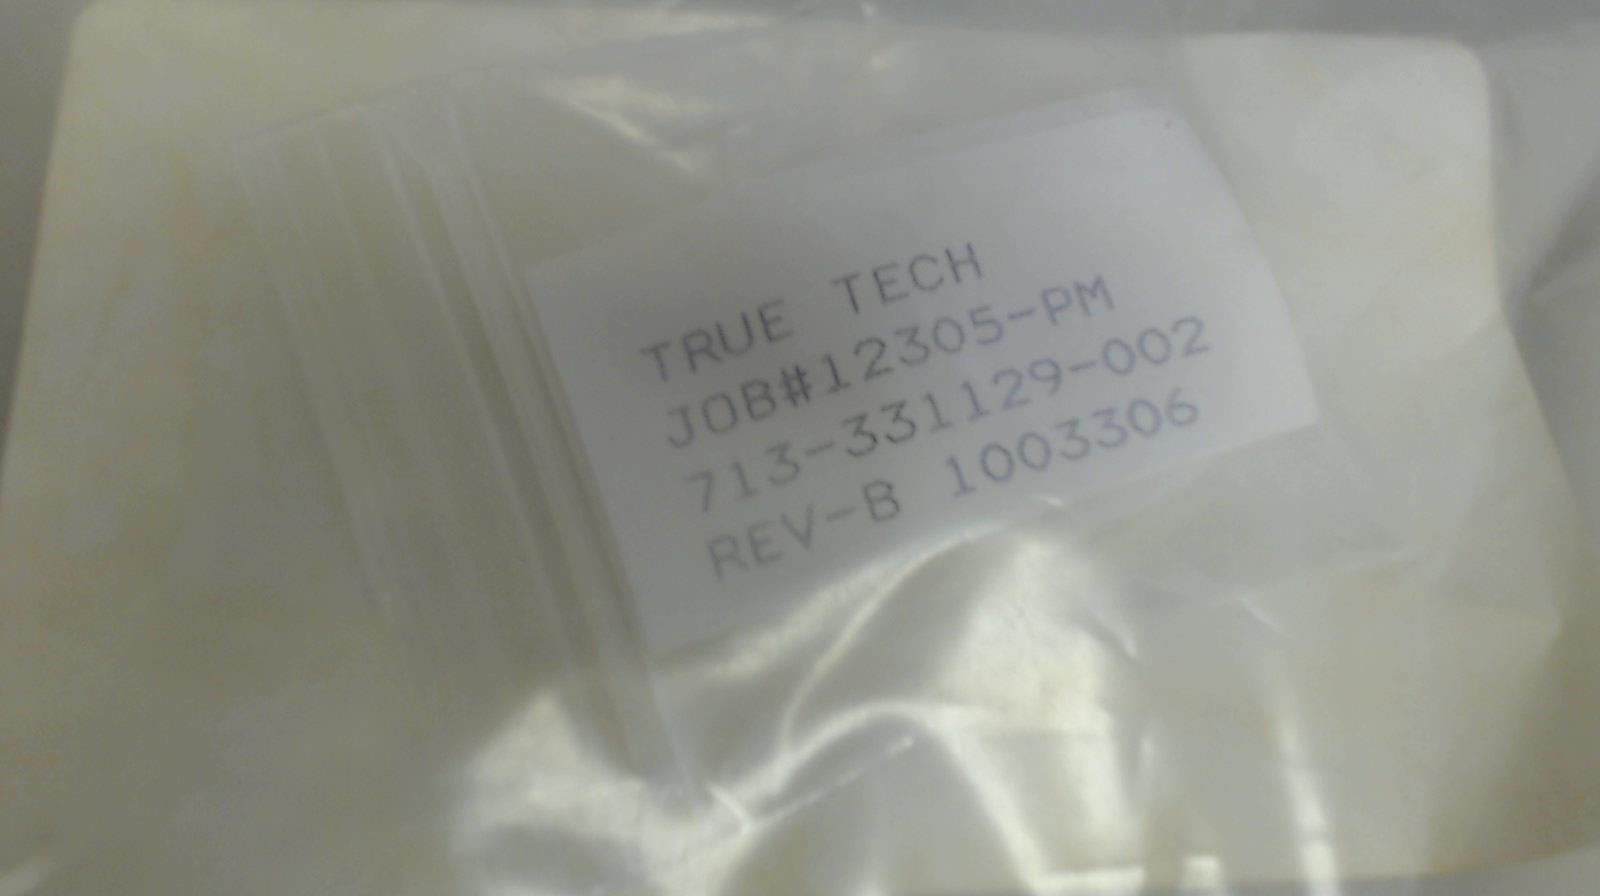 TRUE TECH
JOB#12305-PM
713-331129-002
REV-B 1003306